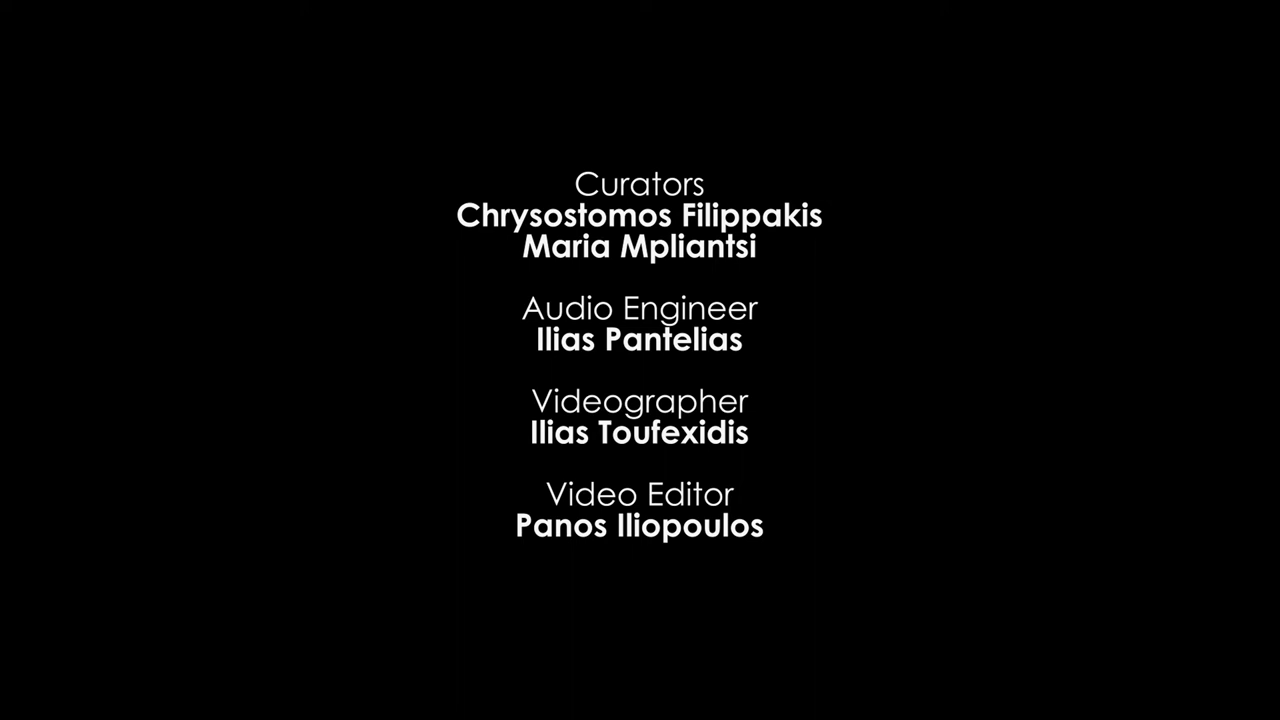 Curators
Chrysostomos Filippakis
Maria Mpliantsi
Audio Engineer
Ilias Pantelias
Videographer
Ilias Toufexidis
Video Editor
Panos Iliopoulos